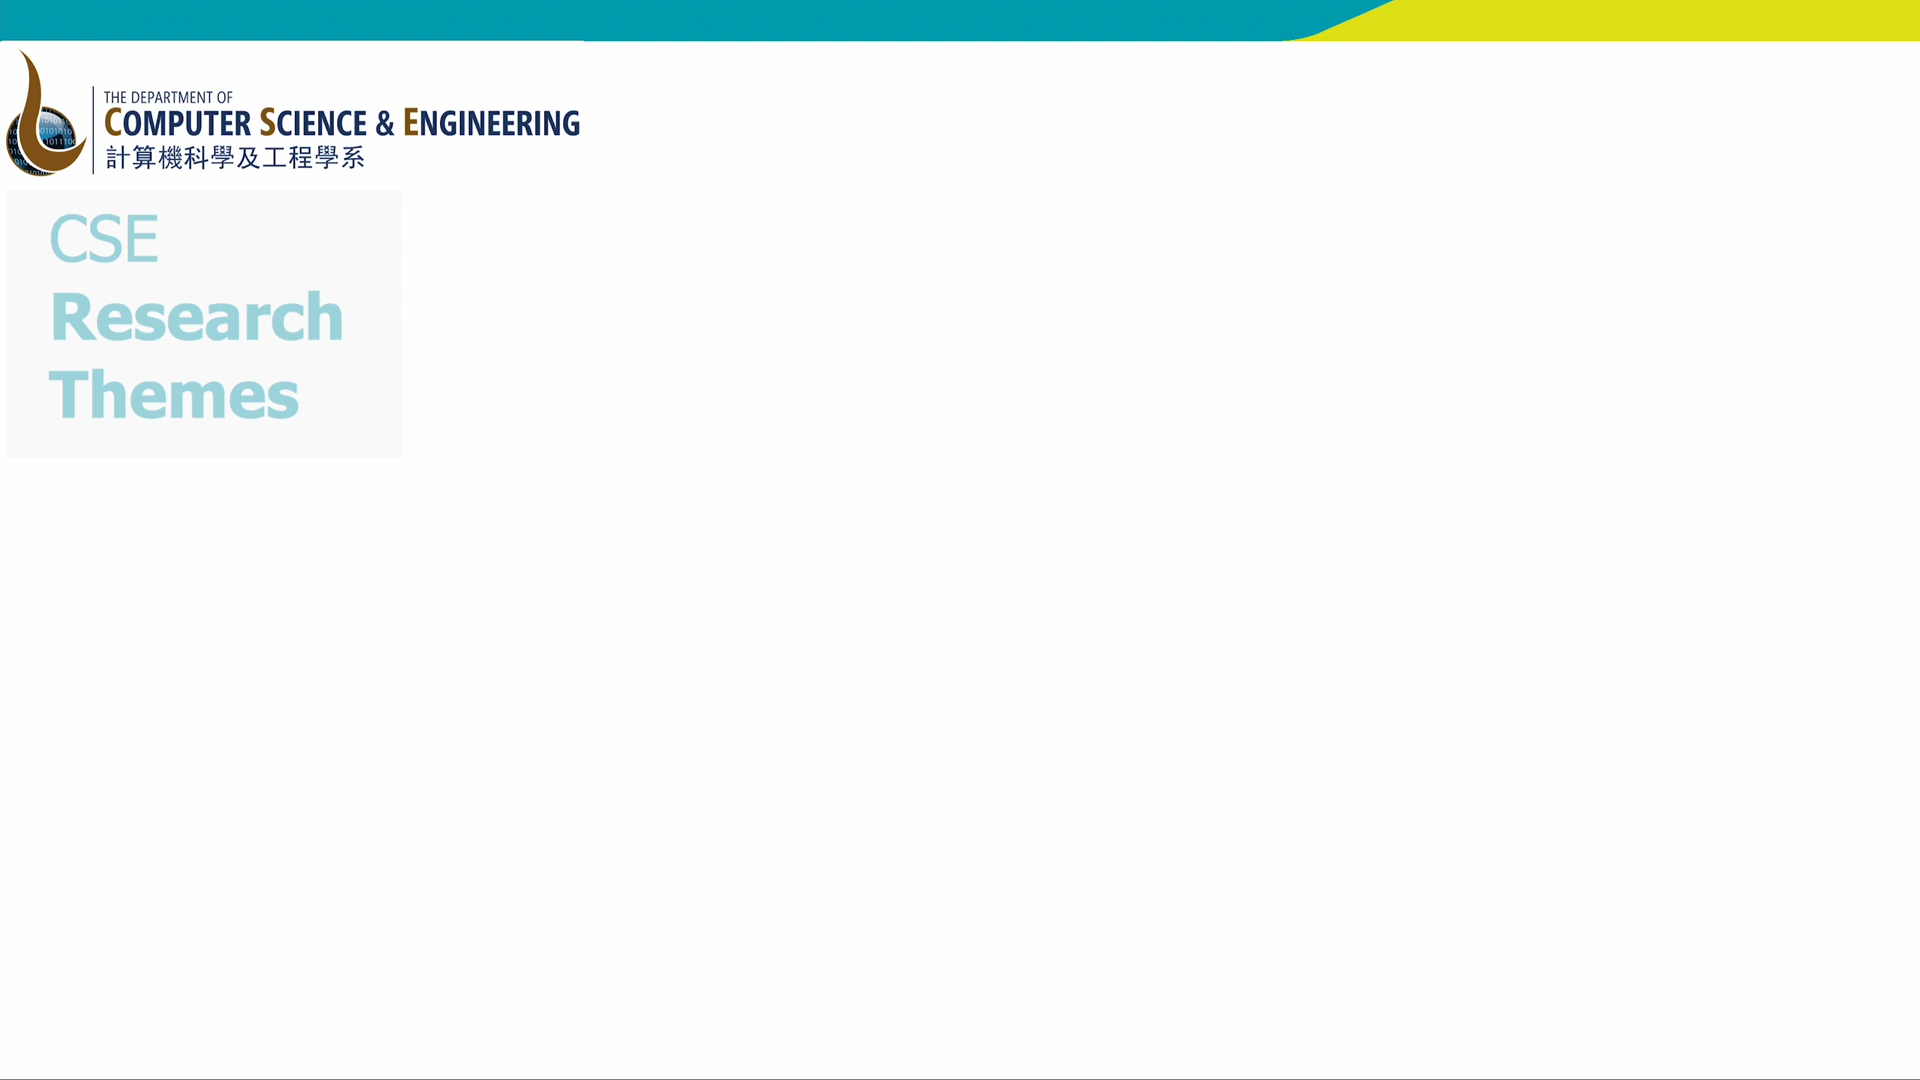 THE DEPARTMENT OF
COMPUTER SCIENCE & ENGINEERING
計算機科學及工程學系
CSE
Research
Themes